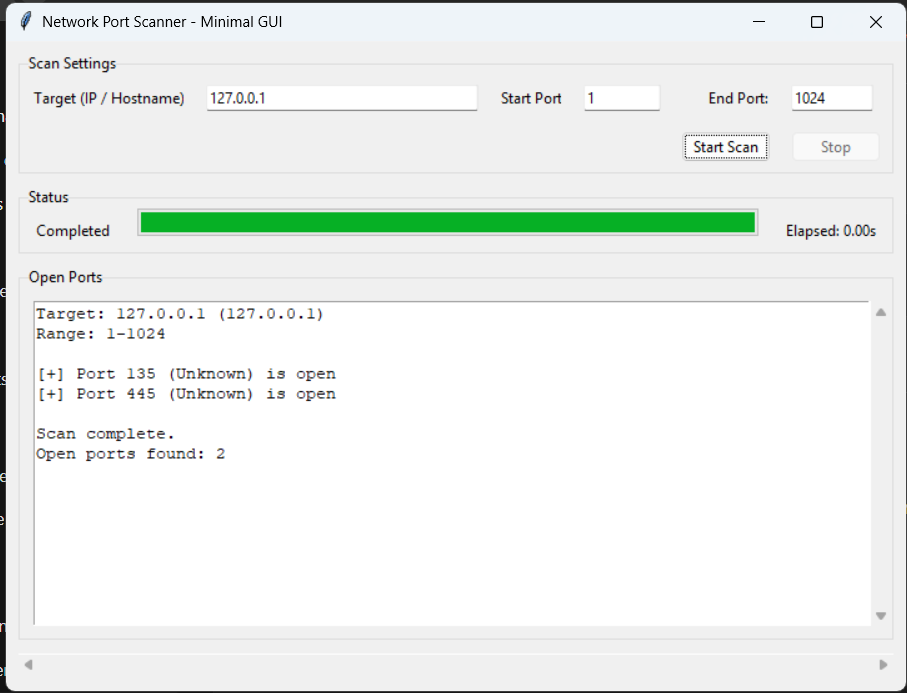 Network Port Scanner - Minimal GUI
Scan Settings
Target (IP / Hostname) 127.0.0.1 Start Port 1 End Port: 1024
Start Scan Stop
Status
Completed Elapsed: 0.00s
Open Ports
Target: 127.0.0.1 (127.0.0.1)
Range: 1-1024
[+] Port 135 (Unknown) is open
[+] Port 445 (Unknown) is open
Scan complete.
Open ports found: 2